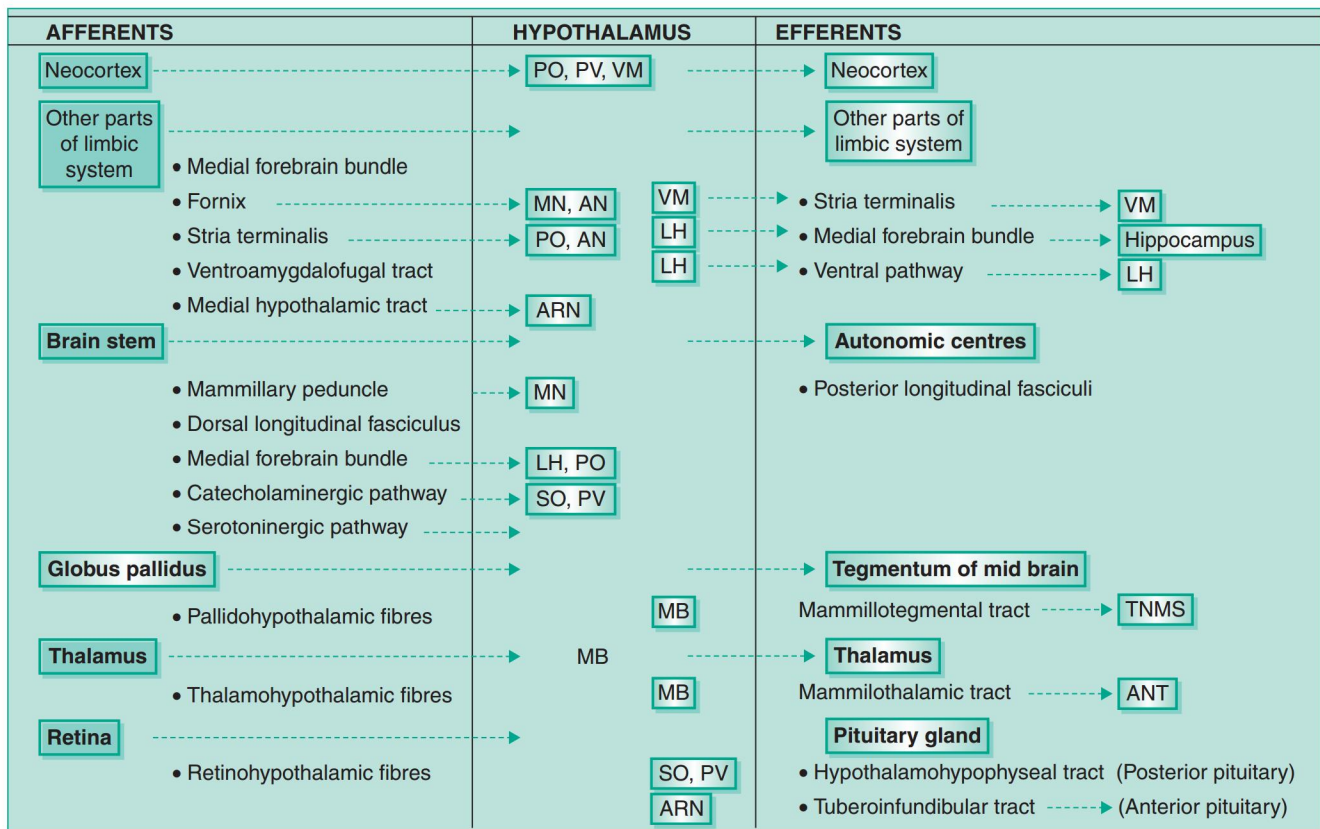 AFFERENTS HYPOTHALAMUS EFFERENTS
Neocortex PO, PV, VM Neocortex
Other parts of limbic system Other parts of limbic system
• Medial forebrain bundle
• Fornix MN, AN VM • Stria terminalis VM
• Stria terminalis PO, AN LH • Medial forebrain bundle Hippocampus
• Ventroamygdalofugal tract LH • Ventral pathway LH
• Medial hypothalamic tract ARN
Brain stem Autonomic centres
• Mammillary peduncle MN • Posterior longitudinal fasciculi
• Dorsal longitudinal fasciculus
• Medial forebrain bundle LH, PO
• Catecholaminergic pathway SO, PV
• Serotoninergic pathway
Globus pallidus Tegmentum of mid brain
• Pallidohypothalamic fibres MB Mammillotegmental tract TNMS
Thalamus MB Thalamus
• Thalamohypothalamic fibres MB Mammilothalamic tract ANT
Retina Pituitary gland
• Retinohypothalamic fibres SO, PV • Hypothalamohypophyseal tract (Posterior pituitary)
ARN • Tuberoinfundibular tract (Anterior pituitary)